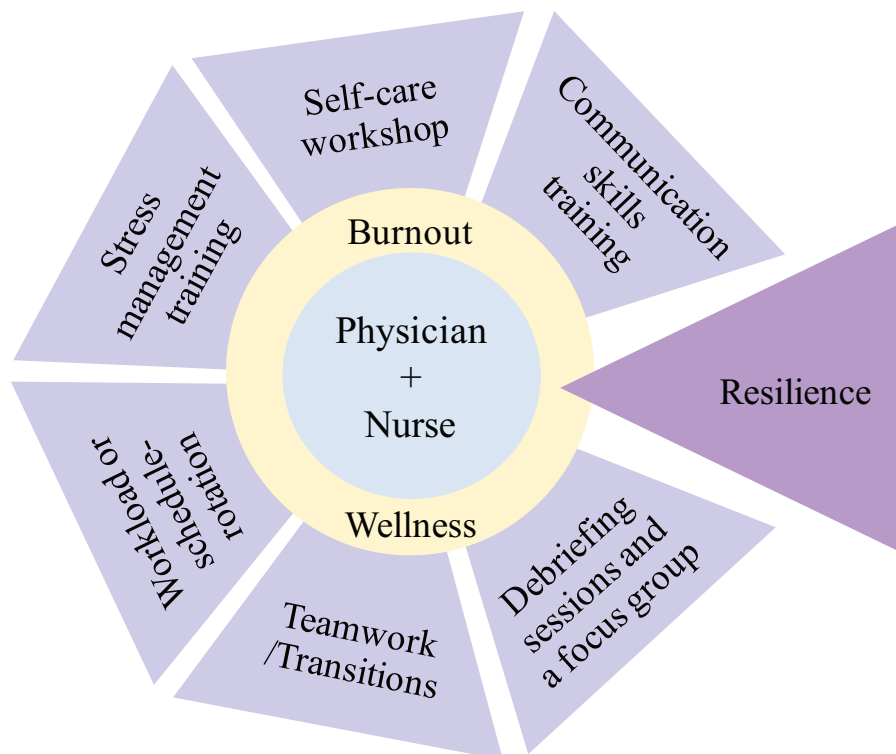 Self-care
workshop
Communication
skills
training
Stress
management
training
Burnout
Physician
+
Nurse
Wellness
Resilience
Workload or
schedule-
rotation
Teamwork
/Transitions
Debriefing
sessions and
a focus group